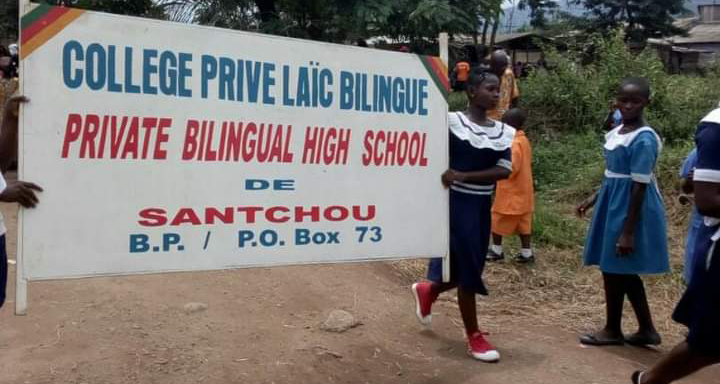 COLLEGE PRIVE LAÏC BILINGUE
PRIVATE BILINGUAL HIGH SCHOOL
DE
SANTCHOU
B.P. / P.O. Box 73